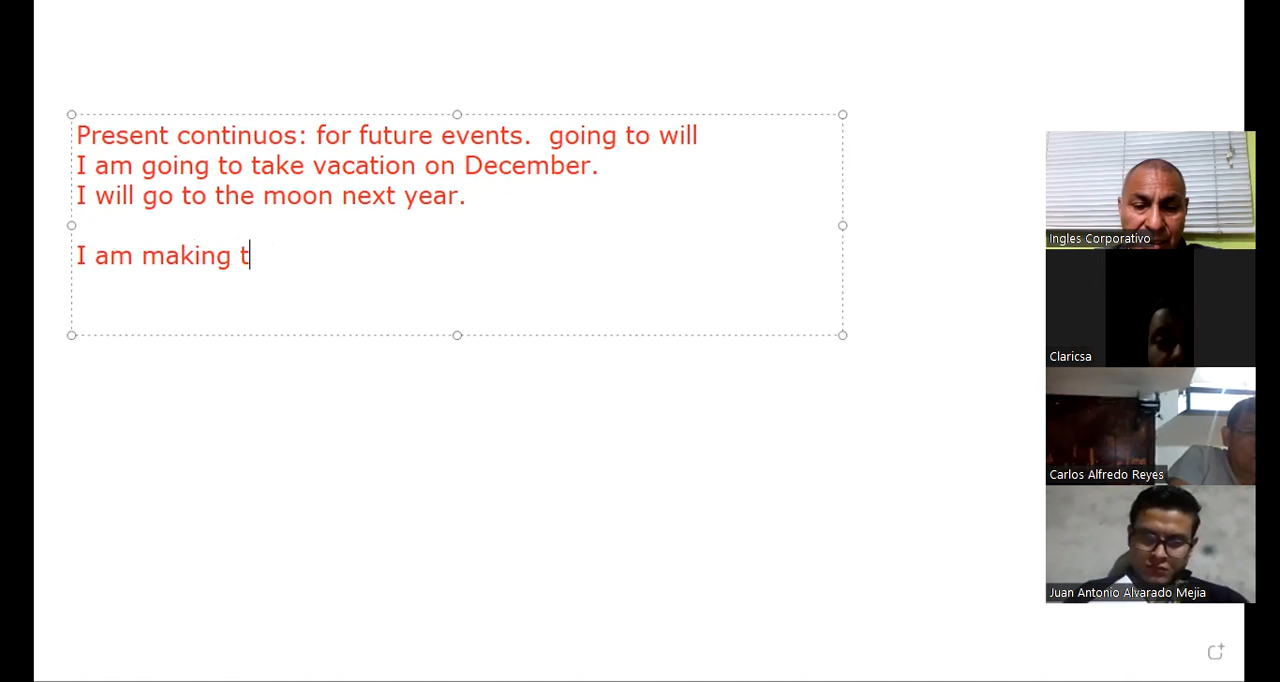 Present continuos: for future events.  going to will
I am going to take vacation on December.
I will go to the moon next year.
I am making t
Ingles Corporativo
Claricsa
Carlos Alfredo Reyes
Juan Antonio Alvarado Mejia